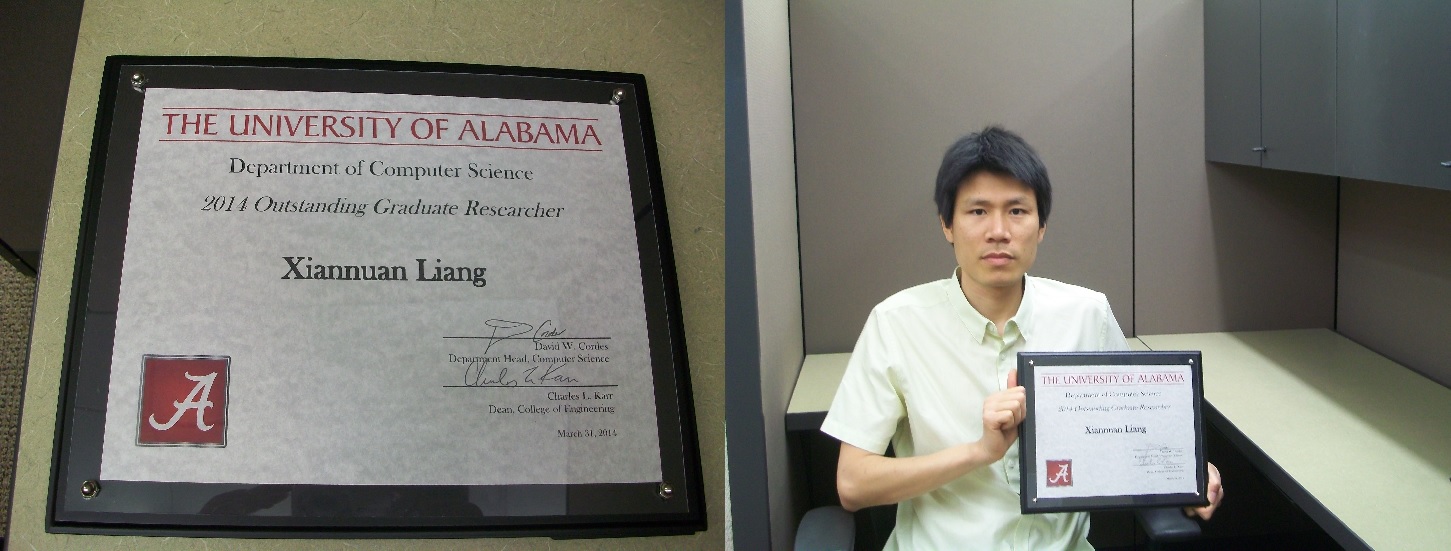 THE UNIVERSITY OF ALABAMA
Department of Computer Science
2014 Outstanding Graduate Researcher
Xiannuan Liang
David W. Cordes
Department Head, Computer Science
Charles L. Karr
Dean, College of Engineering
March 31, 2014
A
THE UNIVERSITY OF ALABAMA
Department of Computer Science
2014 Outstanding Graduate Researcher
Xiannuan Liang
A